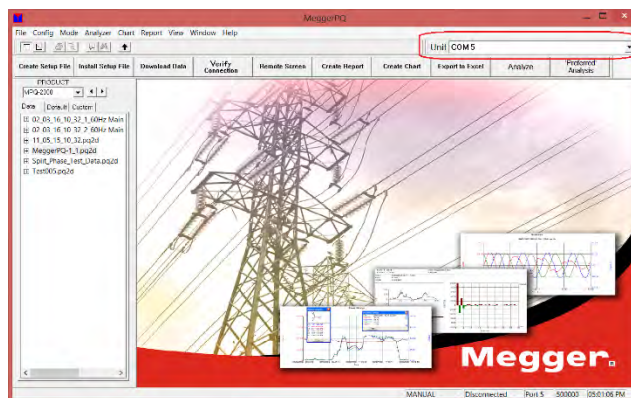 MeggerPQ
File Config Mode Analyzer Chart Report View Window Help
Unit COM 5
Create Setup File Install Setup File Download Data Verify Connection Remote Screen Create Report Create Chart Export to Excel Analyze Preferred Analysis
PRODUCT
Data Default Custom
02_03_16_10_32_1_60Hz Main
02_03_16_10_32_2_60Hz Main
11_05_15_10_32.pq2d
MeggerPQ-1_1.pq2d
Split_Phase_Test_Data.pq2d
Test005.pq2d
Megger.
MANUAL Disconnected Port 5 500000 05:01:06 PM